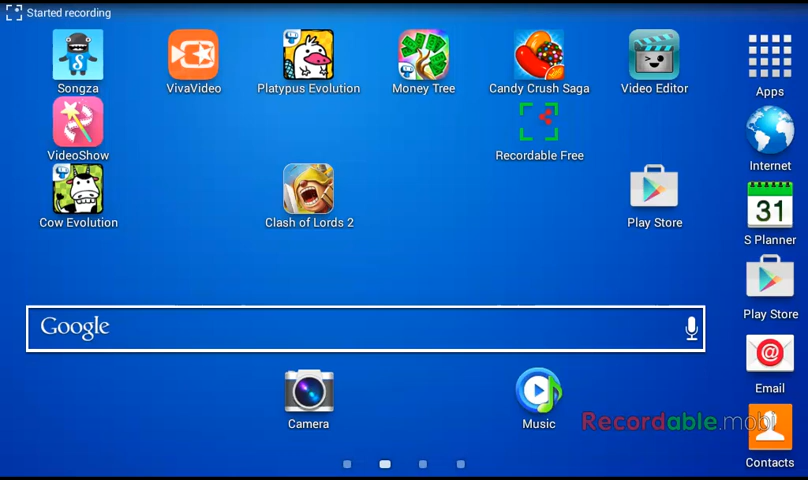 Started recording
Songza
VivaVideo
Platypus Evolution
Money Tree
Candy Crush Saga
Video Editor
Apps
VideoShow
Recordable Free
Internet
Cow Evolution
Clash of Lords 2
Play Store
31
S Planner
Google
Play Store
Email
Camera
Music
Recordable.mobi
Contacts